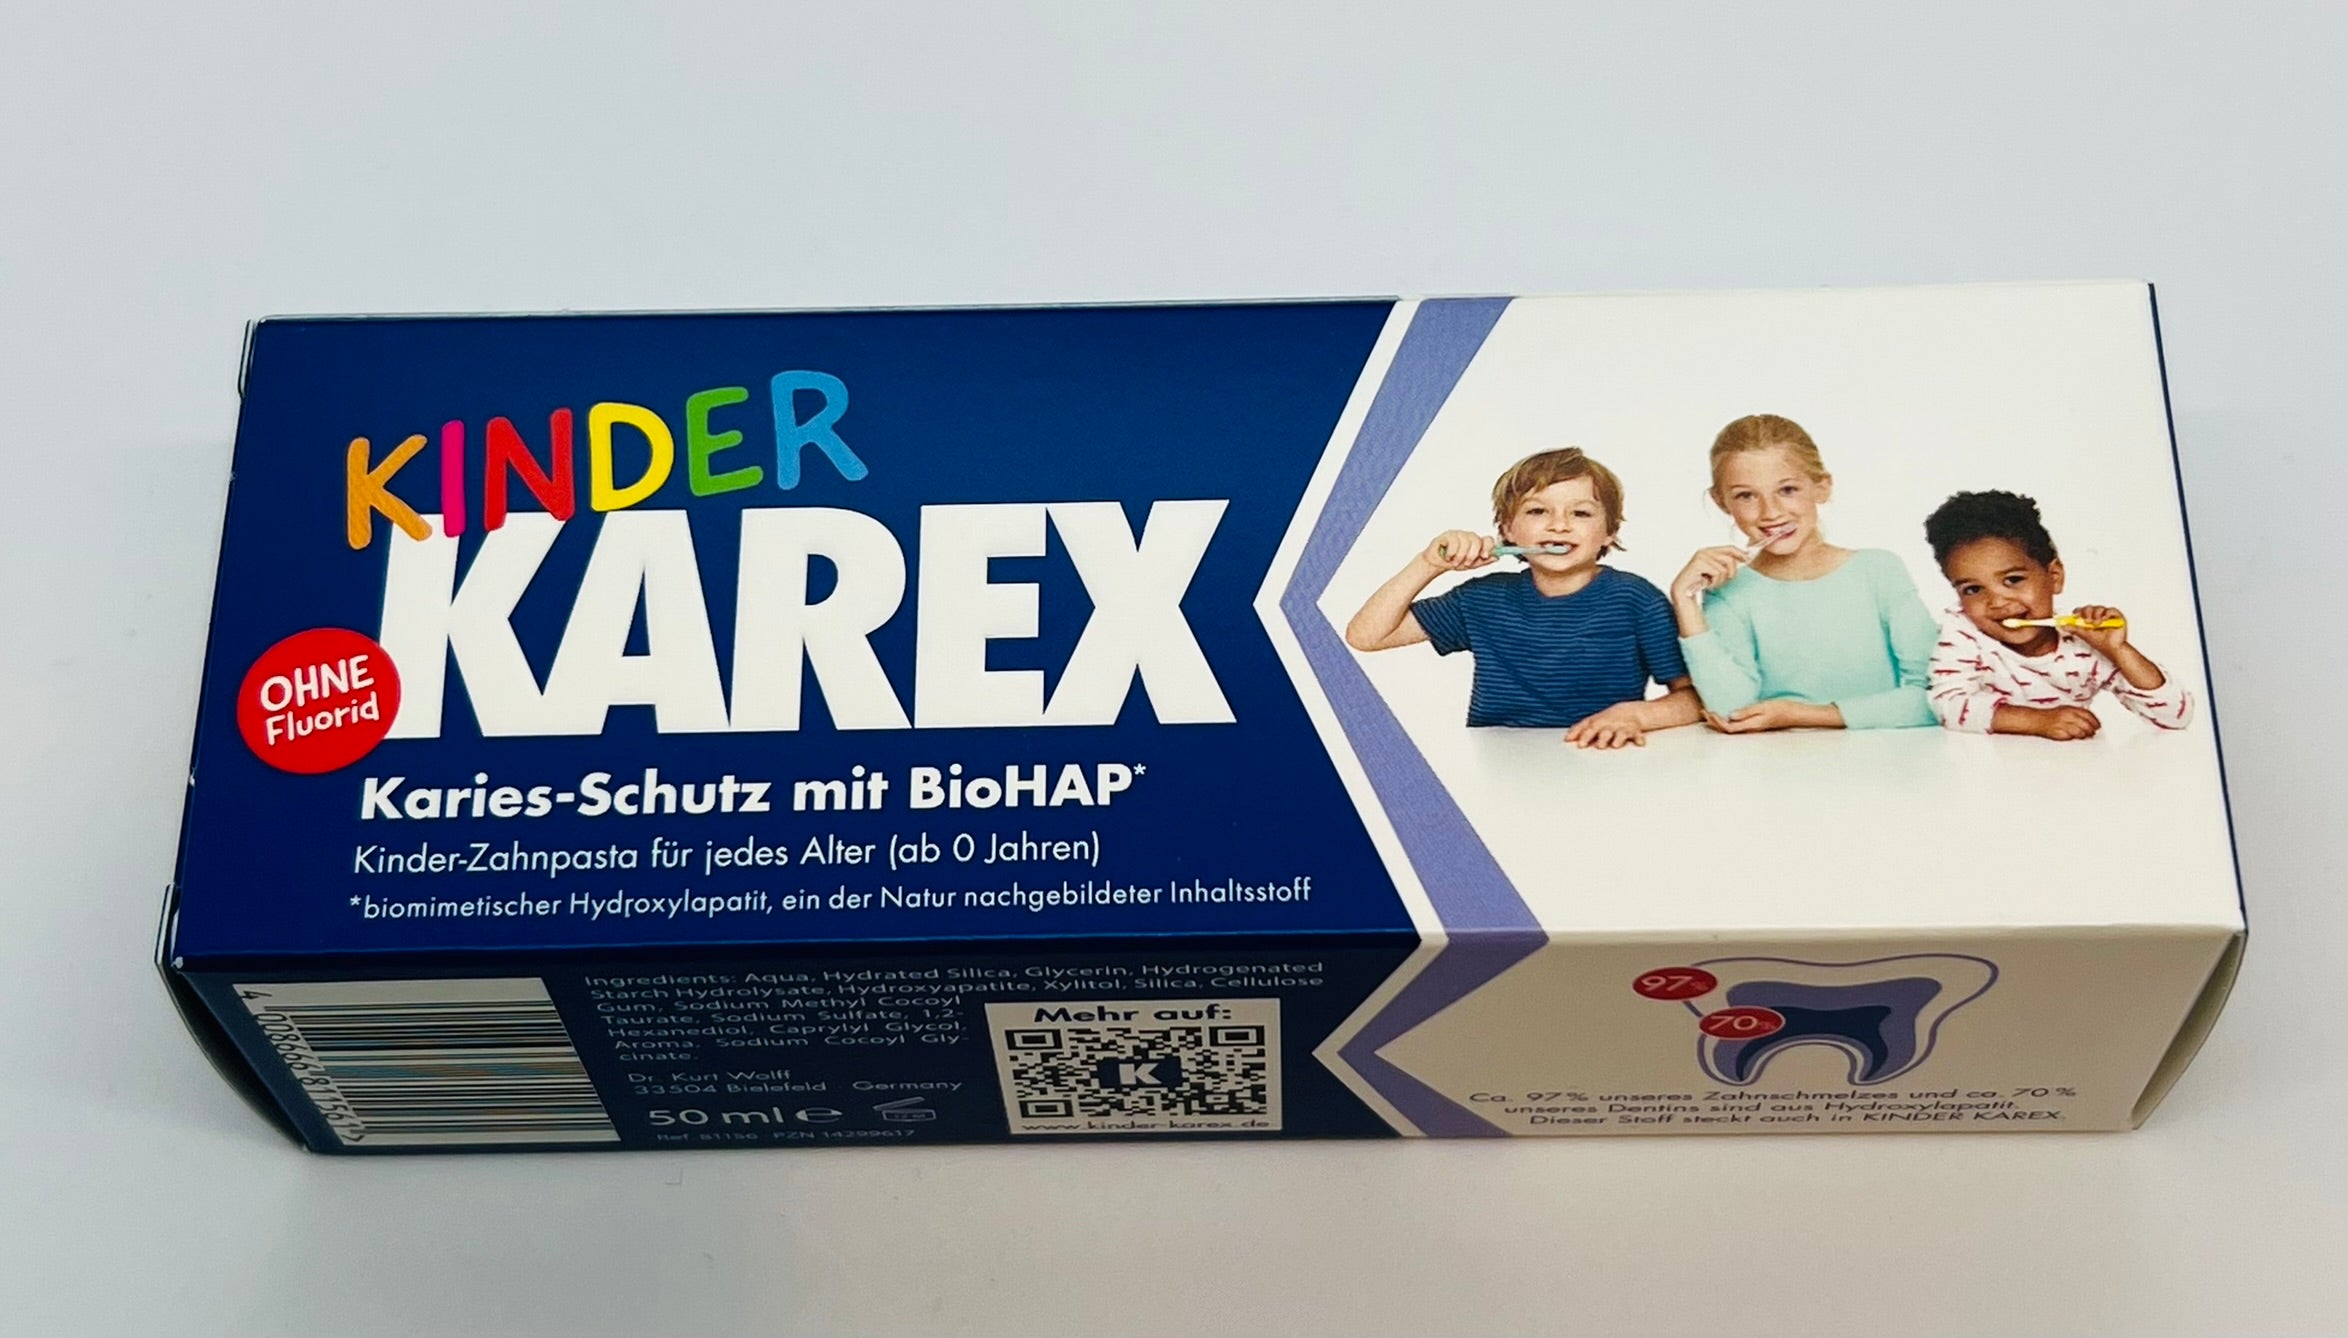 KINDER
KAREX
OHNE
Fluorid
Karies-Schutz mit BioHAP*
Kinder-Zahnpasta für jedes Alter (ab 0 Jahren)
*biomimetischer Hydroxylapatit, ein der Natur nachgebildeter Inhaltsstoff
Ingredients: Aqua, Hydrated Silica, Glycerin, Hydrogenated
Starch Hydrolysate, Hydroxyapatite, Xylitol, Silica, Cellulose
Gum, Sodium Methyl Cocoyl
Taurate, Sodium Sulfate, 1,2-
Hexanediol, Caprylyl Glycol,
Aroma, Sodium Cocoyl Gly-
cinate.
Dr. Kurt Wolff
33504 Bielefeld Germany
50 ml e
Ref. 81156 PZN 14299617
Mehr auf:
K
www.kinder-karex.de
97%
70%
Ca. 97% unseres Zahnschmelzes und ca. 70%
unseres Dentins sind aus Hydroxylapatit.
Dieser Stoff steckt auch in KINDER KAREX.